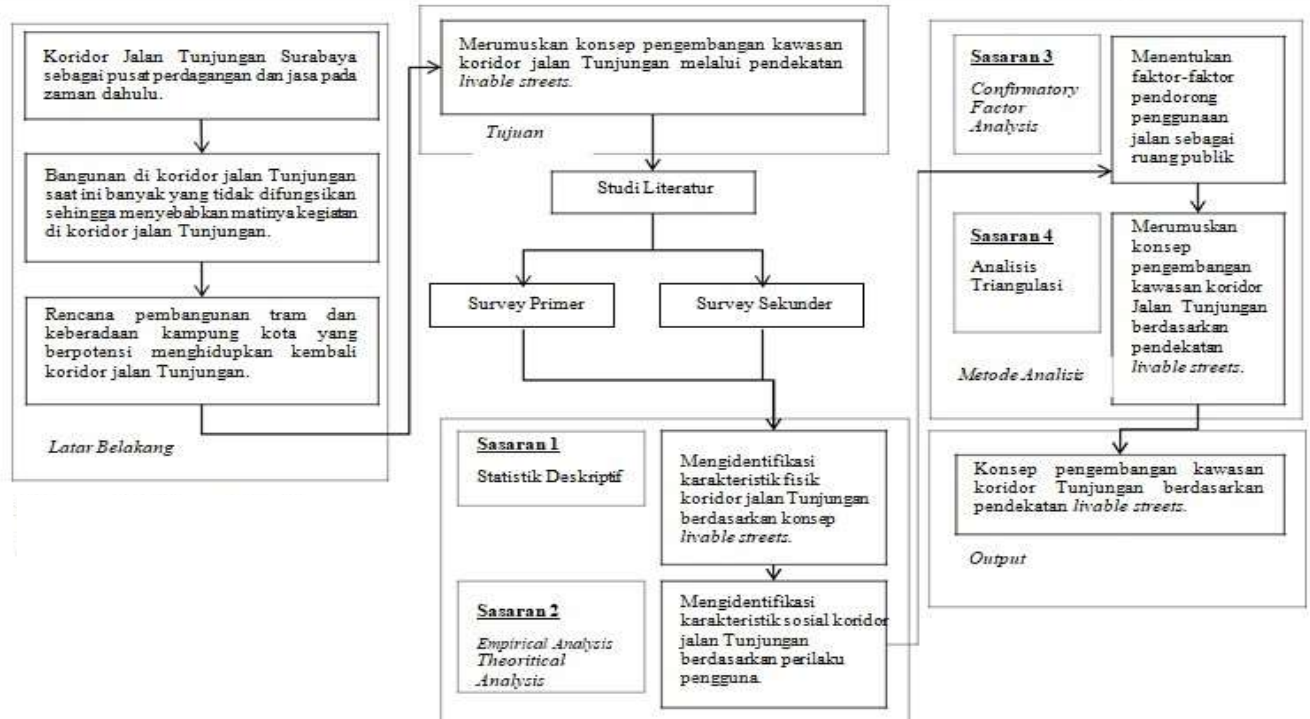 Koridor Jalan Tunjungan Surabaya
sebagai pusat perdagangan dan jasa pada
zaman dahulu.
Bangunan di koridor jalan Tunjungan
saat ini banyak yang tidak difungsikan
sehingga menyebabkan matinya kegiatan
di koridor jalan Tunjungan.
Rencana pembangunan tram dan
keberadaan kampung kota yang
berpotensi menghidupkan kembali
koridor jalan Tunjungan.
Latar Belakang
Merumuskan konsep pengembangan kawasan
koridor jalan Tunjungan melalui pendekatan
livable streets.
Tujuan
Studi Literatur
Survey Primer
Survey Sekunder
Sasaran 1
Statistik Deskriptif
Mengidentifikasi
karakteristik fisik
koridor jalan Tunjungan
berdasarkan konsep
livable streets.
Sasaran 2
Empirical Analysis
Theoritical
Analysis
Mengidentifikasi
karakteristik sosial koridor
jalan Tunjungan
berdasarkan perilaku
pengguna.
Sasaran 3
Confirmatory
Factor
Analysis
Menentukan
faktor-faktor
pendorong
penggunaan
jalan sebagai
ruang publik
Sasaran 4
Analisis
Triangulasi
Merumuskan
konsep
pengembangan
kawasan koridor
Jalan Tunjungan
berdasarkan
pendekatan
livable streets.
Metode Analisis
Konsep pengembangan kawasan
koridor Tunjungan berdasarkan
pendekatan livable streets.
Output